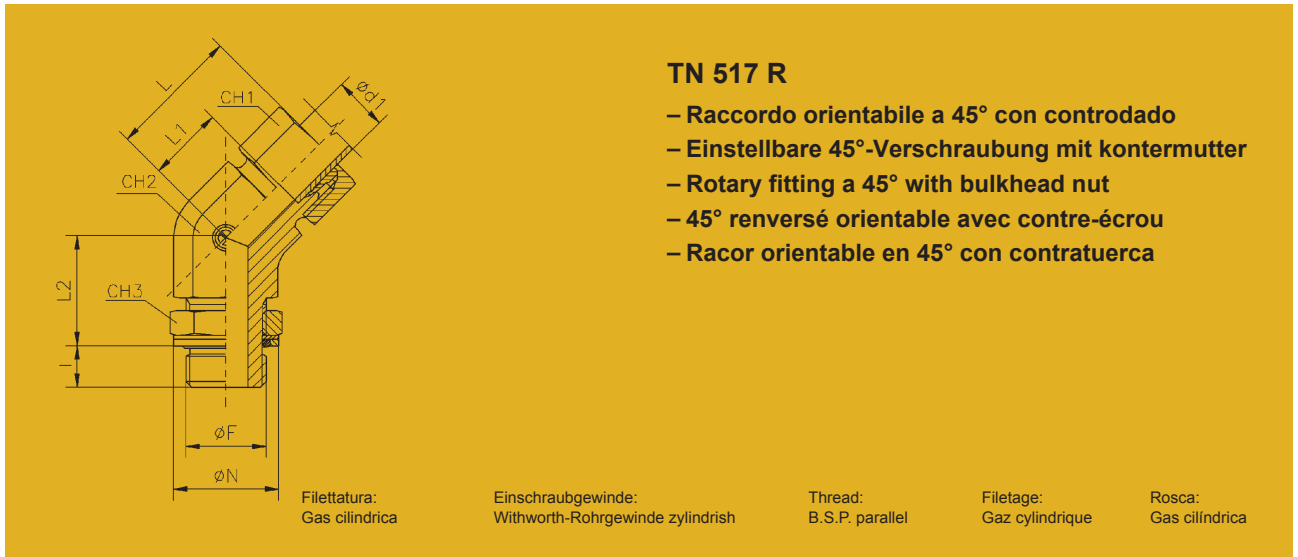 TN 517 R
– Raccordo orientabile a 45° con controdado
– Einstellbare 45°-Verschraubung mit kontermutter
– Rotary fitting a 45° with bulkhead nut
– 45° renversé orientable avec contre-écrou
– Racor orientable en 45° con contratuerca
L
L1
CH1
Ød1
CH2
L2
CH3
I
ØF
ØN
Filettatura:
Gas cilindrica
Einschraubgewinde:
Withworth-Rohrgewinde zylindrish
Thread:
B.S.P. parallel
Filetage:
Gaz cylindrique
Rosca:
Gas cilíndrica